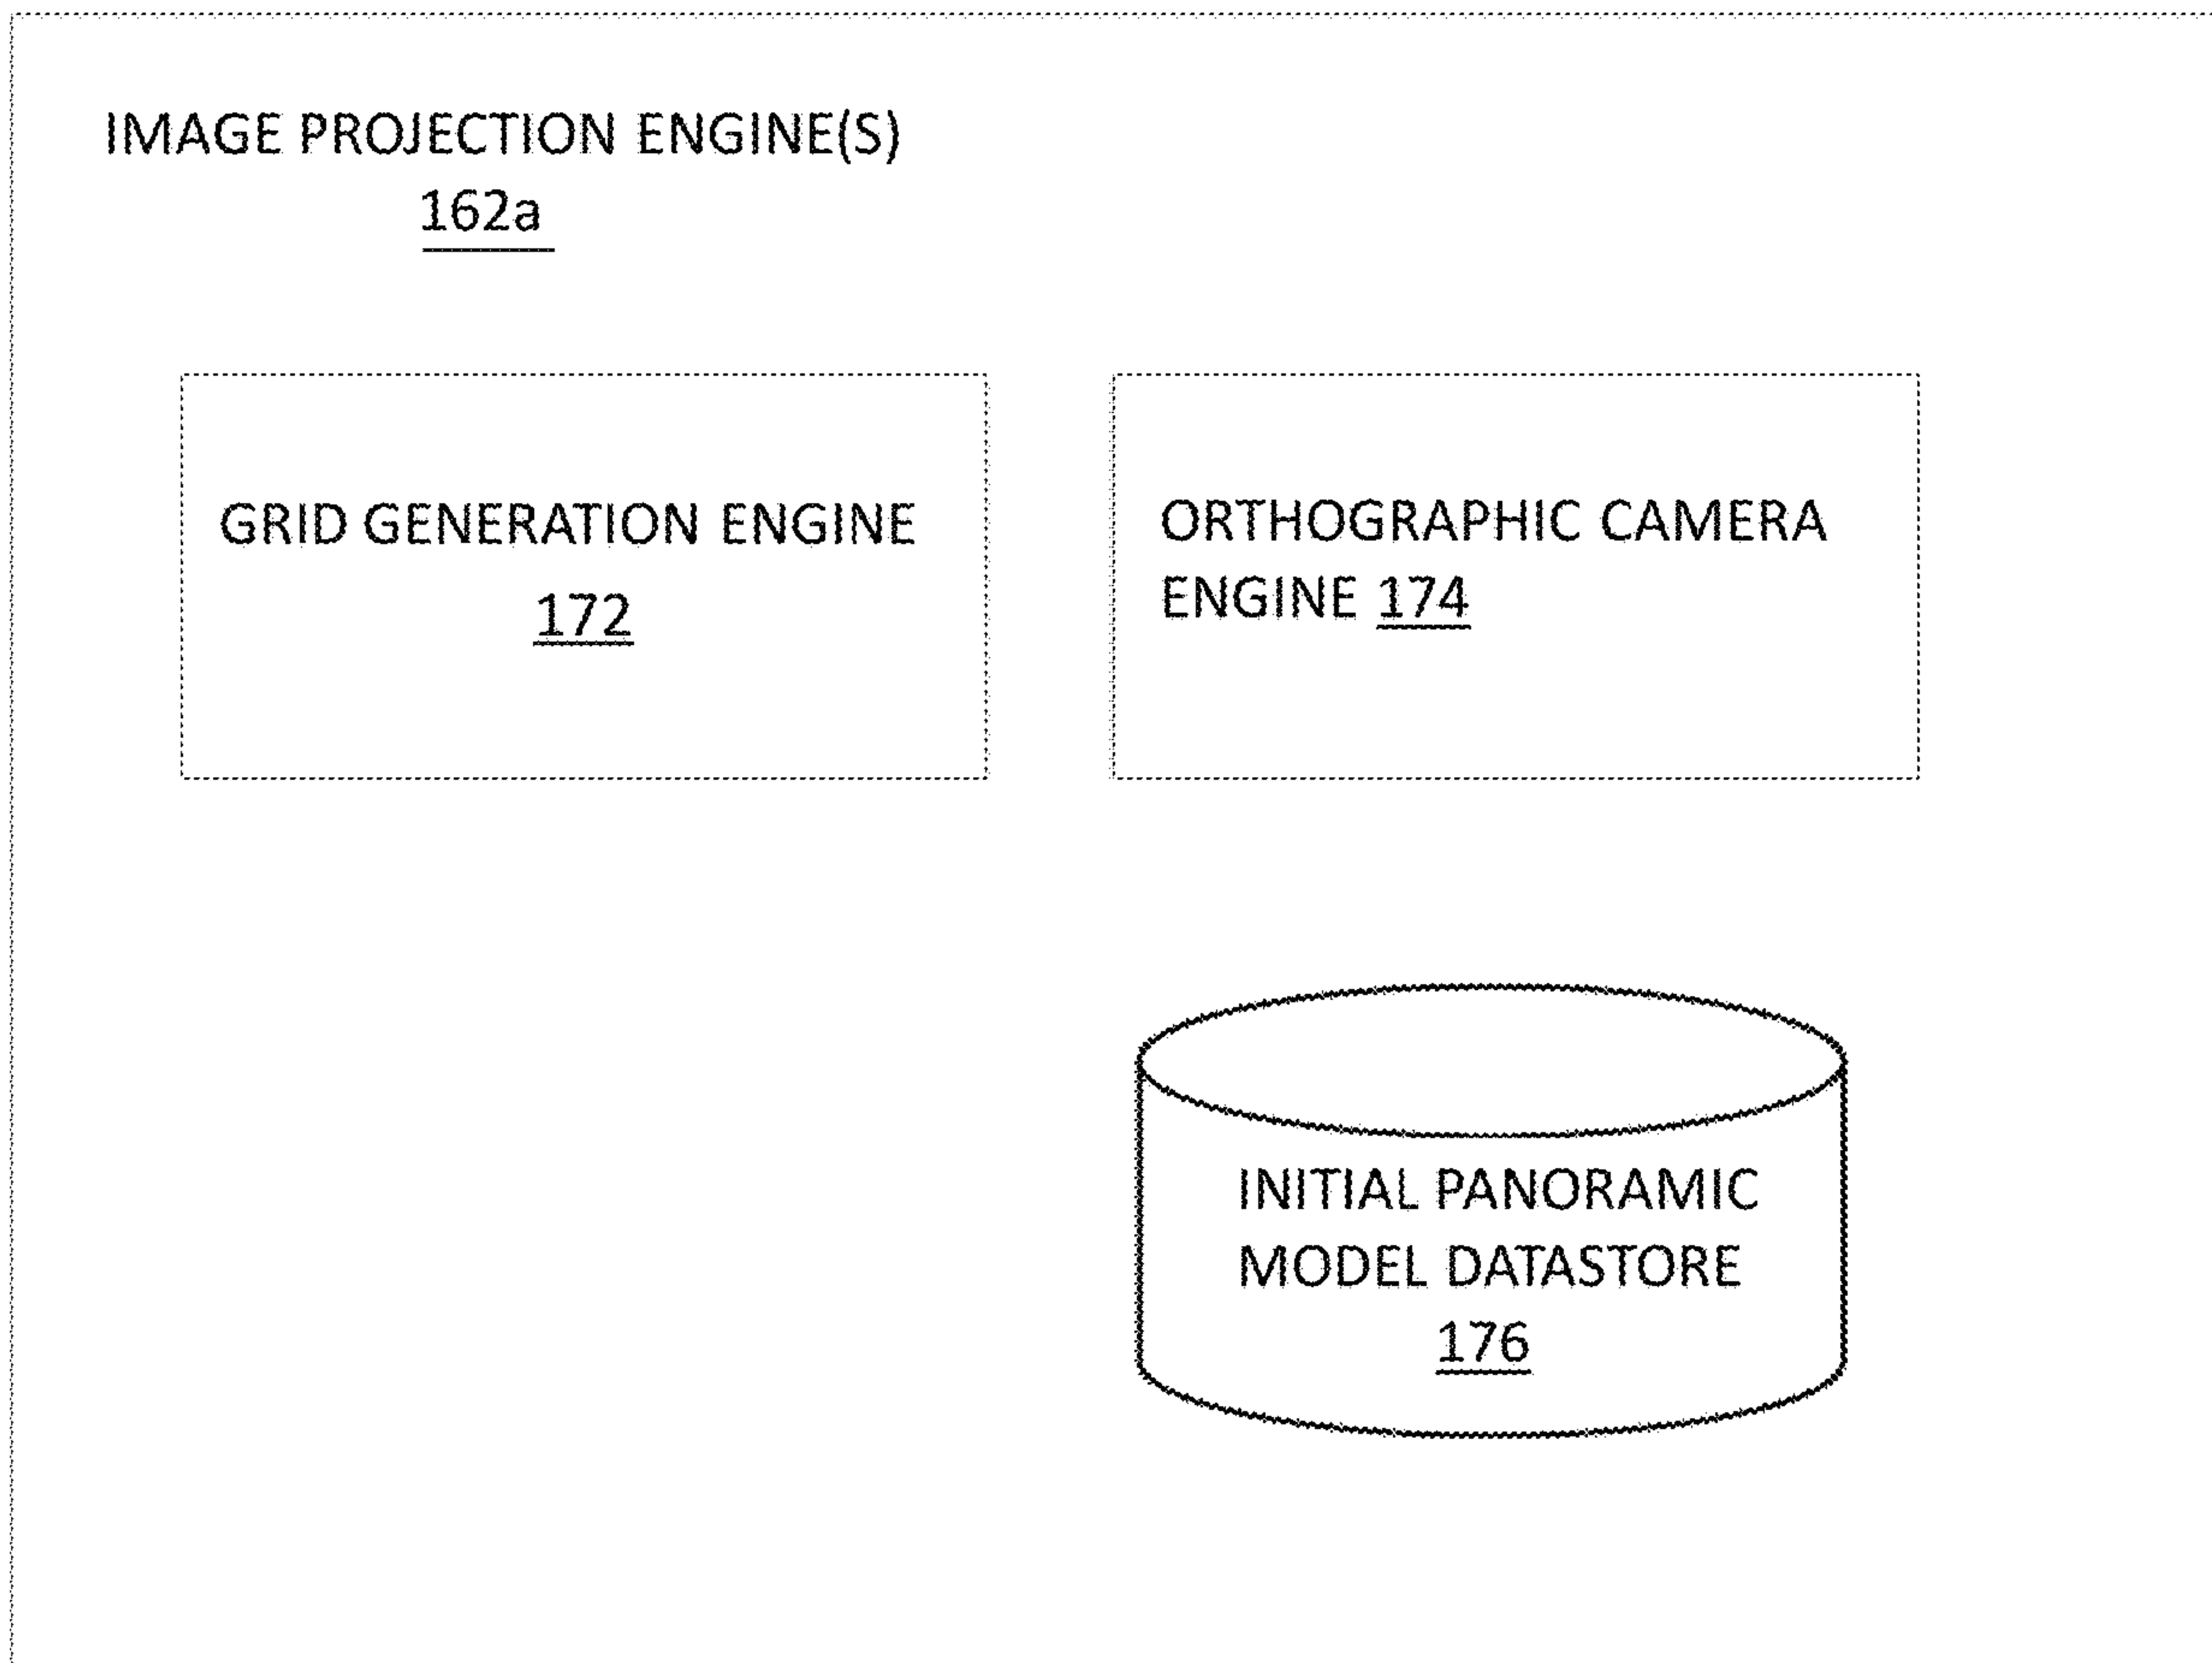 IMAGE PROJECTION ENGINE(S)
162a
GRID GENERATION ENGINE
172
ORTHOGRAPHIC CAMERA
ENGINE 174
INITIAL PANORAMIC
MODEL DATASTORE
176